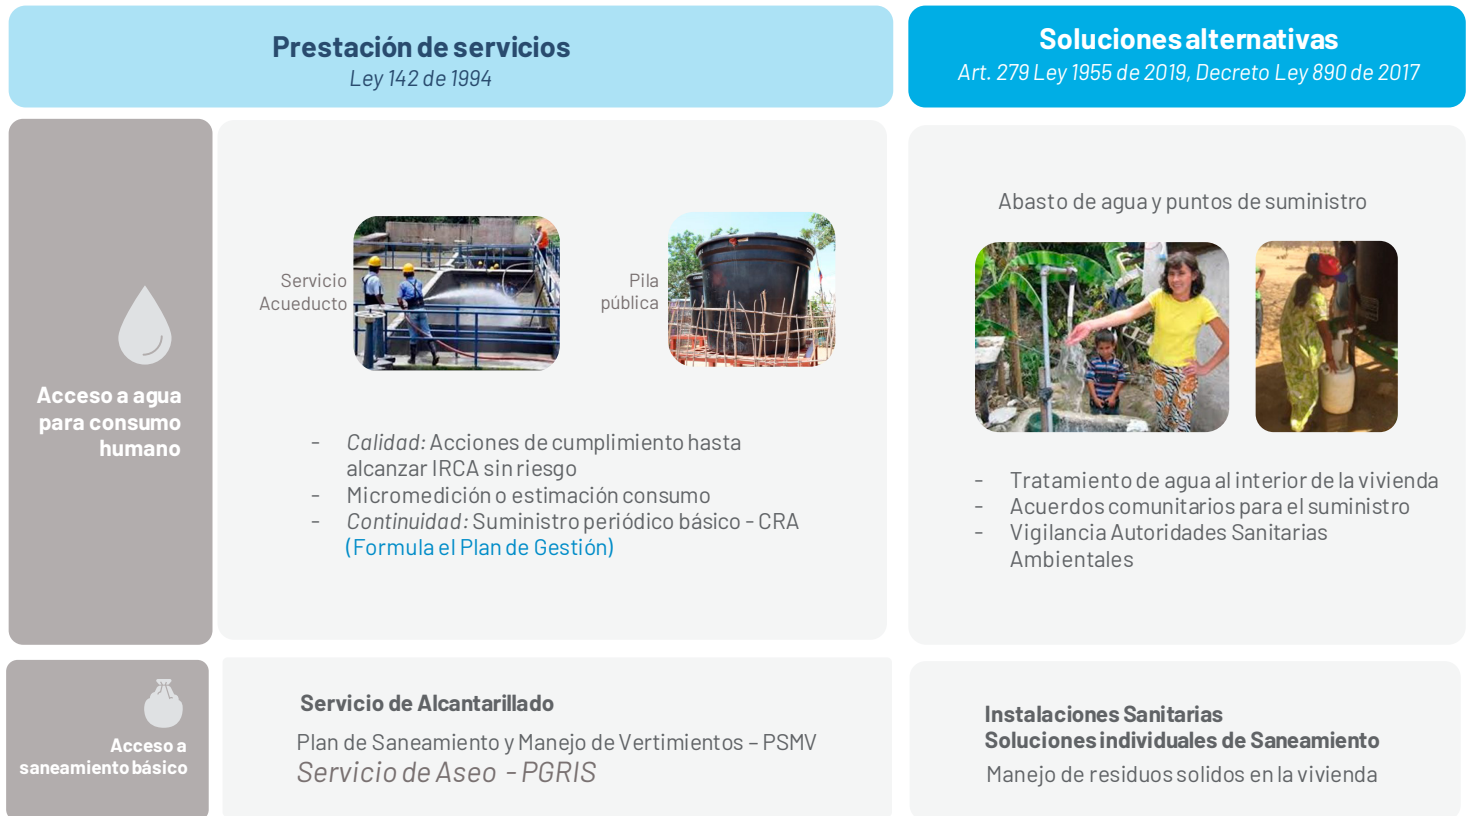 Prestación de servicios
Ley 142 de 1994
Soluciones alternativas
Art. 279 Ley 1955 de 2019, Decreto Ley 890 de 2017
Acceso a agua
para consumo
humano
Servicio
Acueducto
Pila
pública
- Calidad: Acciones de cumplimiento hasta
alcanzar IRCA sin riesgo
- Micromedición o estimación consumo
- Continuidad: Suministro periódico básico - CRA
(Formula el Plan de Gestión)
Abasto de agua y puntos de suministro
- Tratamiento de agua al interior de la vivienda
- Acuerdos comunitarios para el suministro
- Vigilancia Autoridades Sanitarias
Ambientales
Acceso a
saneamiento básico
Servicio de Alcantarillado
Plan de Saneamiento y Manejo de Vertimientos – PSMV
Servicio de Aseo - PGRIS
Instalaciones Sanitarias
Soluciones individuales de Saneamiento
Manejo de residuos solidos en la vivienda